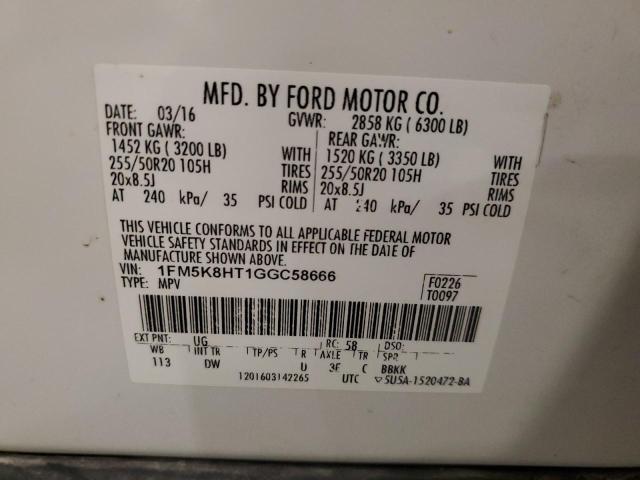 MFD. BY FORD MOTOR CO.
DATE: 03/16 GVWR: 2858 KG ( 6300 LB)
FRONT GAWR: REAR GAWR:
1452 KG ( 3200 LB) WITH 1520 KG ( 3350 LB) WITH
255/50R20 105H TIRES 255/50R20 105H TIRES
20x8.5J RIMS 20x8.5J RIMS
AT 240 kPa/ 35 PSI COLD AT 240 kPa/ 35 PSI COLD
THIS VEHICLE CONFORMS TO ALL APPLICABLE FEDERAL MOTOR
VEHICLE SAFETY STANDARDS IN EFFECT ON THE DATE OF
MANUFACTURE SHOWN ABOVE.
VIN: 1FM5K8HT1GGC58666 F0226
TYPE: MPV T0097
EXT PNT: UG RC: 58 DSO:
WB INT TR TP/PS R AXLE TR SPR
113 DW U 3E C BBKK
1201603142265 UTC ▽5U5A-1520472-BA